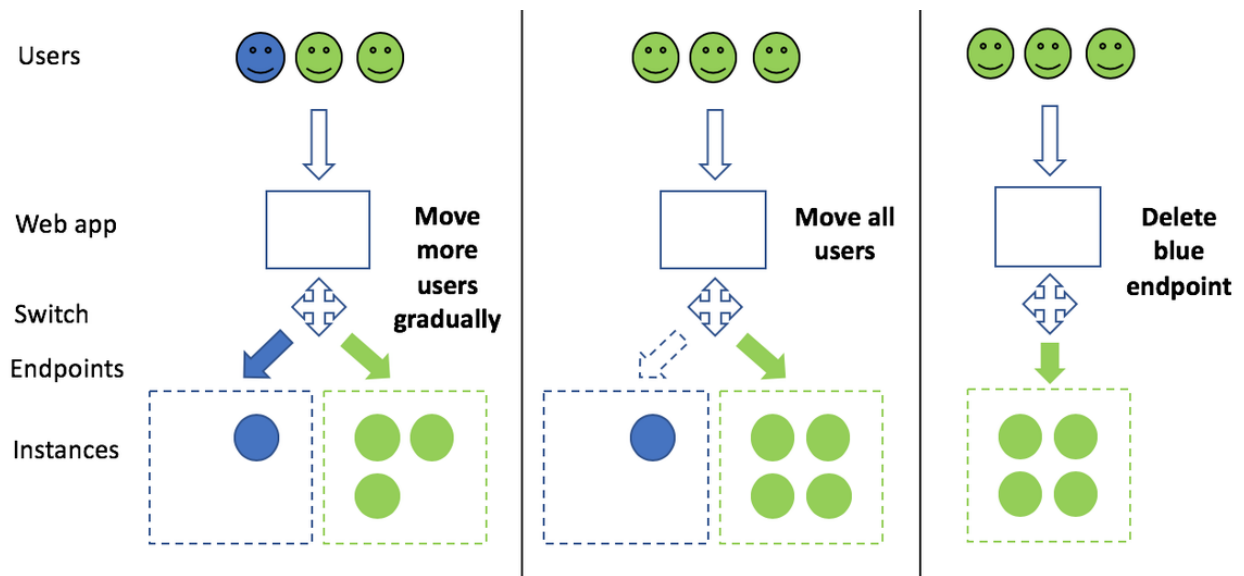 Users
Web app
Move
more
users
gradually
Move all
users
Delete
blue
endpoint
Switch
Endpoints
Instances